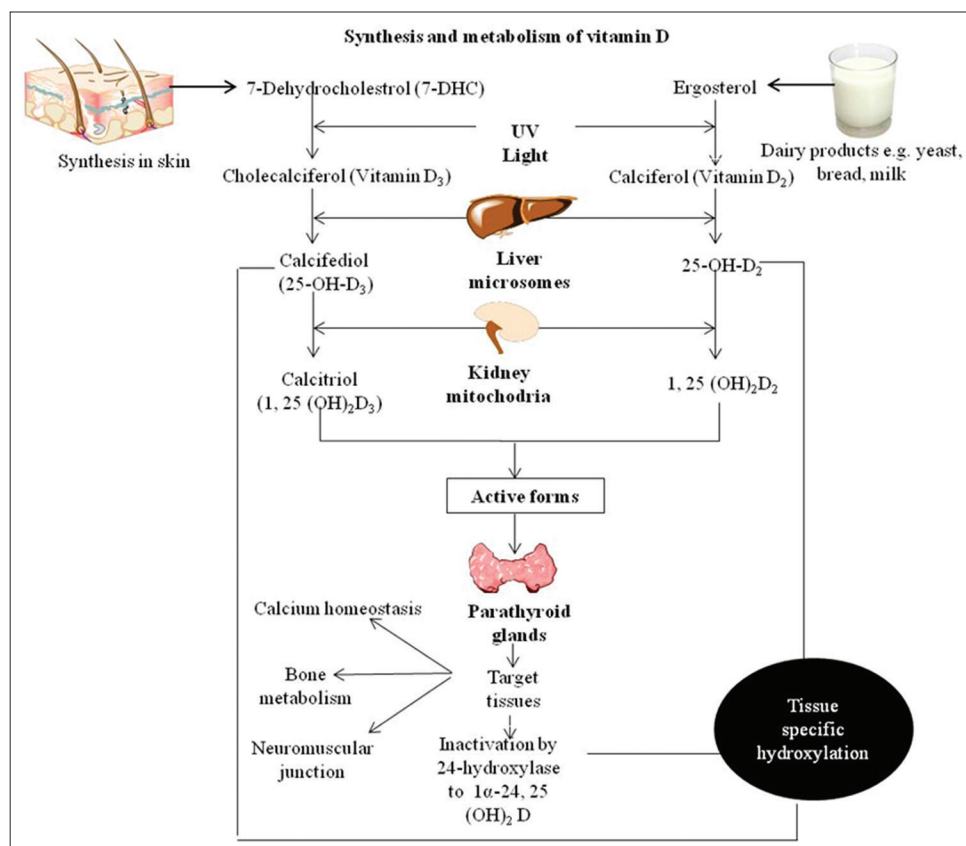 Synthesis and metabolism of vitamin D
7-Dehydrocholestrol (7-DHC)
Ergosterol
Synthesis in skin
UV
Light
Dairy products e.g. yeast,
bread, milk
Cholecalciferol (Vitamin D₃)
Calciferol (Vitamin D₂)
Calcifediol
(25-OH-D₃)
Liver
microsomes
25-OH-D₂
Calcitriol
(1, 25 (OH)₂D₃)
Kidney
mitochodria
1, 25 (OH)₂D₂
Active forms
Parathyroid
glands
Calcium homeostasis
Bone
metabolism
Neuromuscular
junction
Target
tissues
Inactivation by
24-hydroxylase
to 1α-24, 25
(OH)₂ D
Tissue
specific
hydroxylation